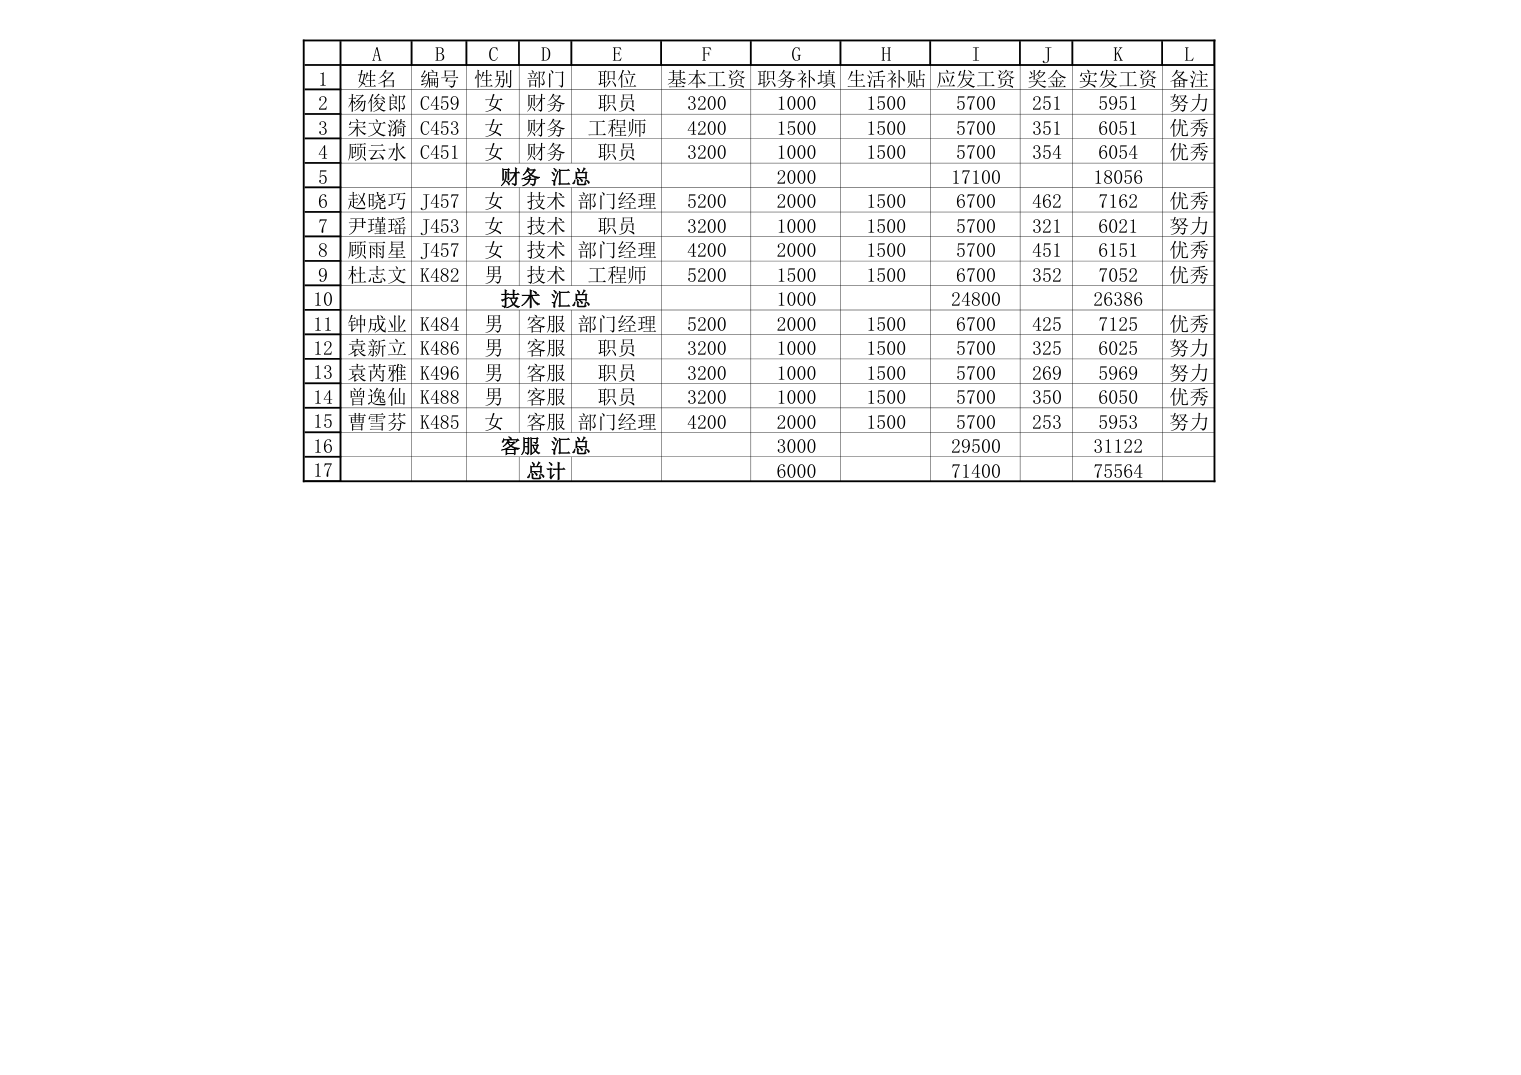 A B C D E F G H I J K L
1 姓名 编号 性别 部门 职位 基本工资 职务补填 生活补贴 应发工资 奖金 实发工资 备注
2 杨俊郎 C459 女 财务 职员 3200 1000 1500 5700 251 5951 努力
3 宋文漪 C453 女 财务 工程师 4200 1500 1500 5700 351 6051 优秀
4 顾云水 C451 女 财务 职员 3200 1000 1500 5700 354 6054 优秀
5 财务 汇总 2000 17100 18056
6 赵晓巧 J457 女 技术 部门经理 5200 2000 1500 6700 462 7162 优秀
7 尹瑾瑶 J453 女 技术 职员 3200 1000 1500 5700 321 6021 努力
8 顾雨星 J457 女 技术 部门经理 4200 2000 1500 5700 451 6151 优秀
9 杜志文 K482 男 技术 工程师 5200 1500 1500 6700 352 7052 优秀
10 技术 汇总 1000 24800 26386
11 钟成业 K484 男 客服 部门经理 5200 2000 1500 6700 425 7125 优秀
12 袁新立 K486 男 客服 职员 3200 1000 1500 5700 325 6025 努力
13 袁芮雅 K496 男 客服 职员 3200 1000 1500 5700 269 5969 努力
14 曾逸仙 K488 男 客服 职员 3200 1000 1500 5700 350 6050 优秀
15 曹雪芬 K485 女 客服 部门经理 4200 2000 1500 5700 253 5953 努力
16 客服 汇总 3000 29500 31122
17 总计 6000 71400 75564